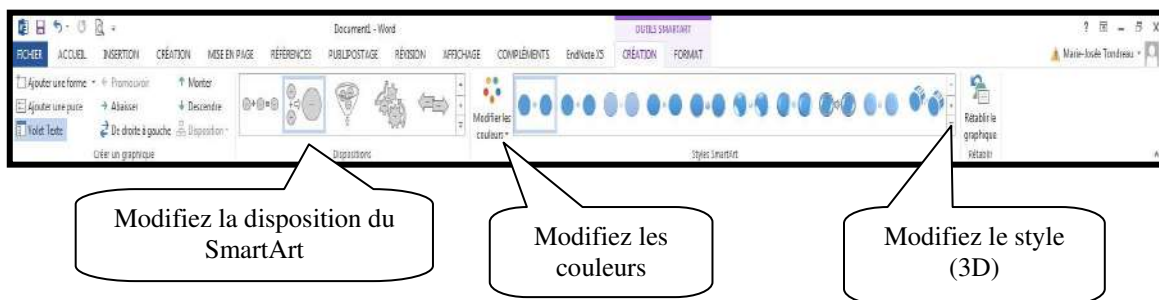 Document1 - Word
OUTILS SMARTART
FICHIER ACCUEIL INSERTION CRÉATION MISE EN PAGE RÉFÉRENCES PUBLIPOSTAGE RÉVISION AFFICHAGE COMPLÉMENTS EndNote X5 CRÉATION FORMAT
Marie-Josée Tondreau
Ajouter une forme Promouvoir Monter
Ajouter une puce Abaisser Descendre
Volet Texte De droite à gauche Disposition
Modifier les
couleurs
Rétablir le
graphique
Créer un graphique Dispositions Styles SmartArt Rétablir
Modifiez la disposition du
SmartArt
Modifiez les
couleurs
Modifiez le style
(3D)